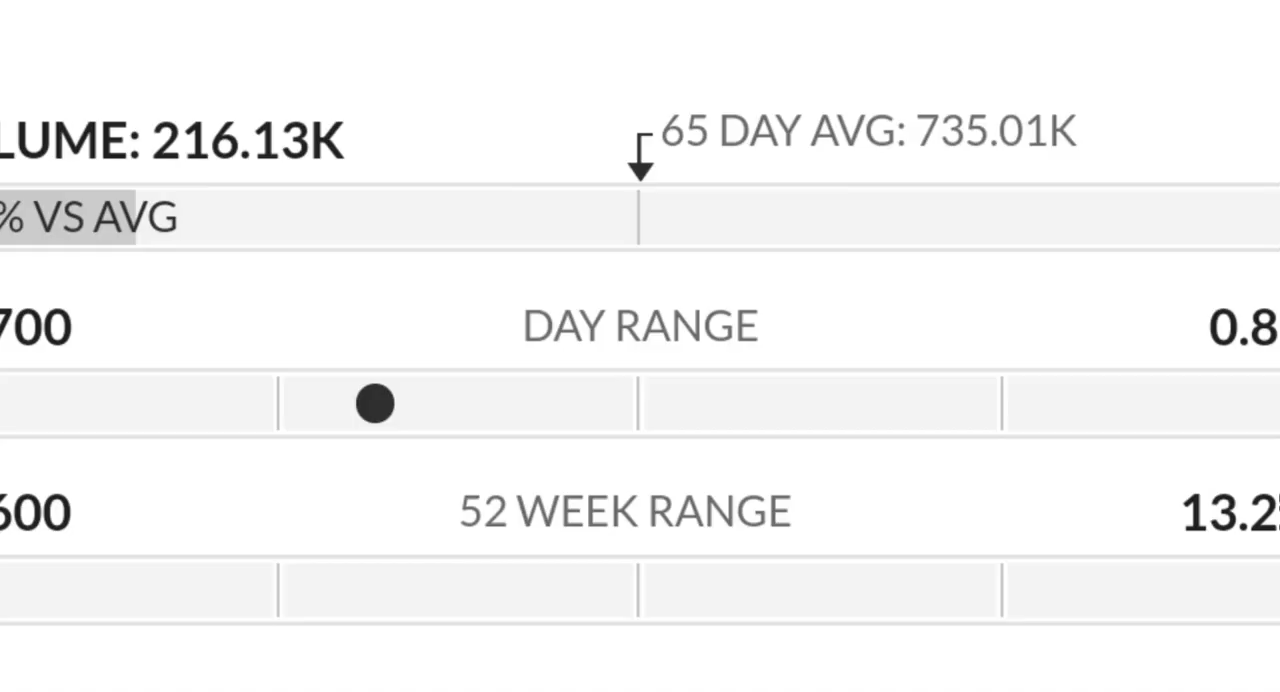 LUME: 216.13K
65 DAY AVG: 735.01K
% VS AVG
700 DAY RANGE 0.8
600 52 WEEK RANGE 13.2